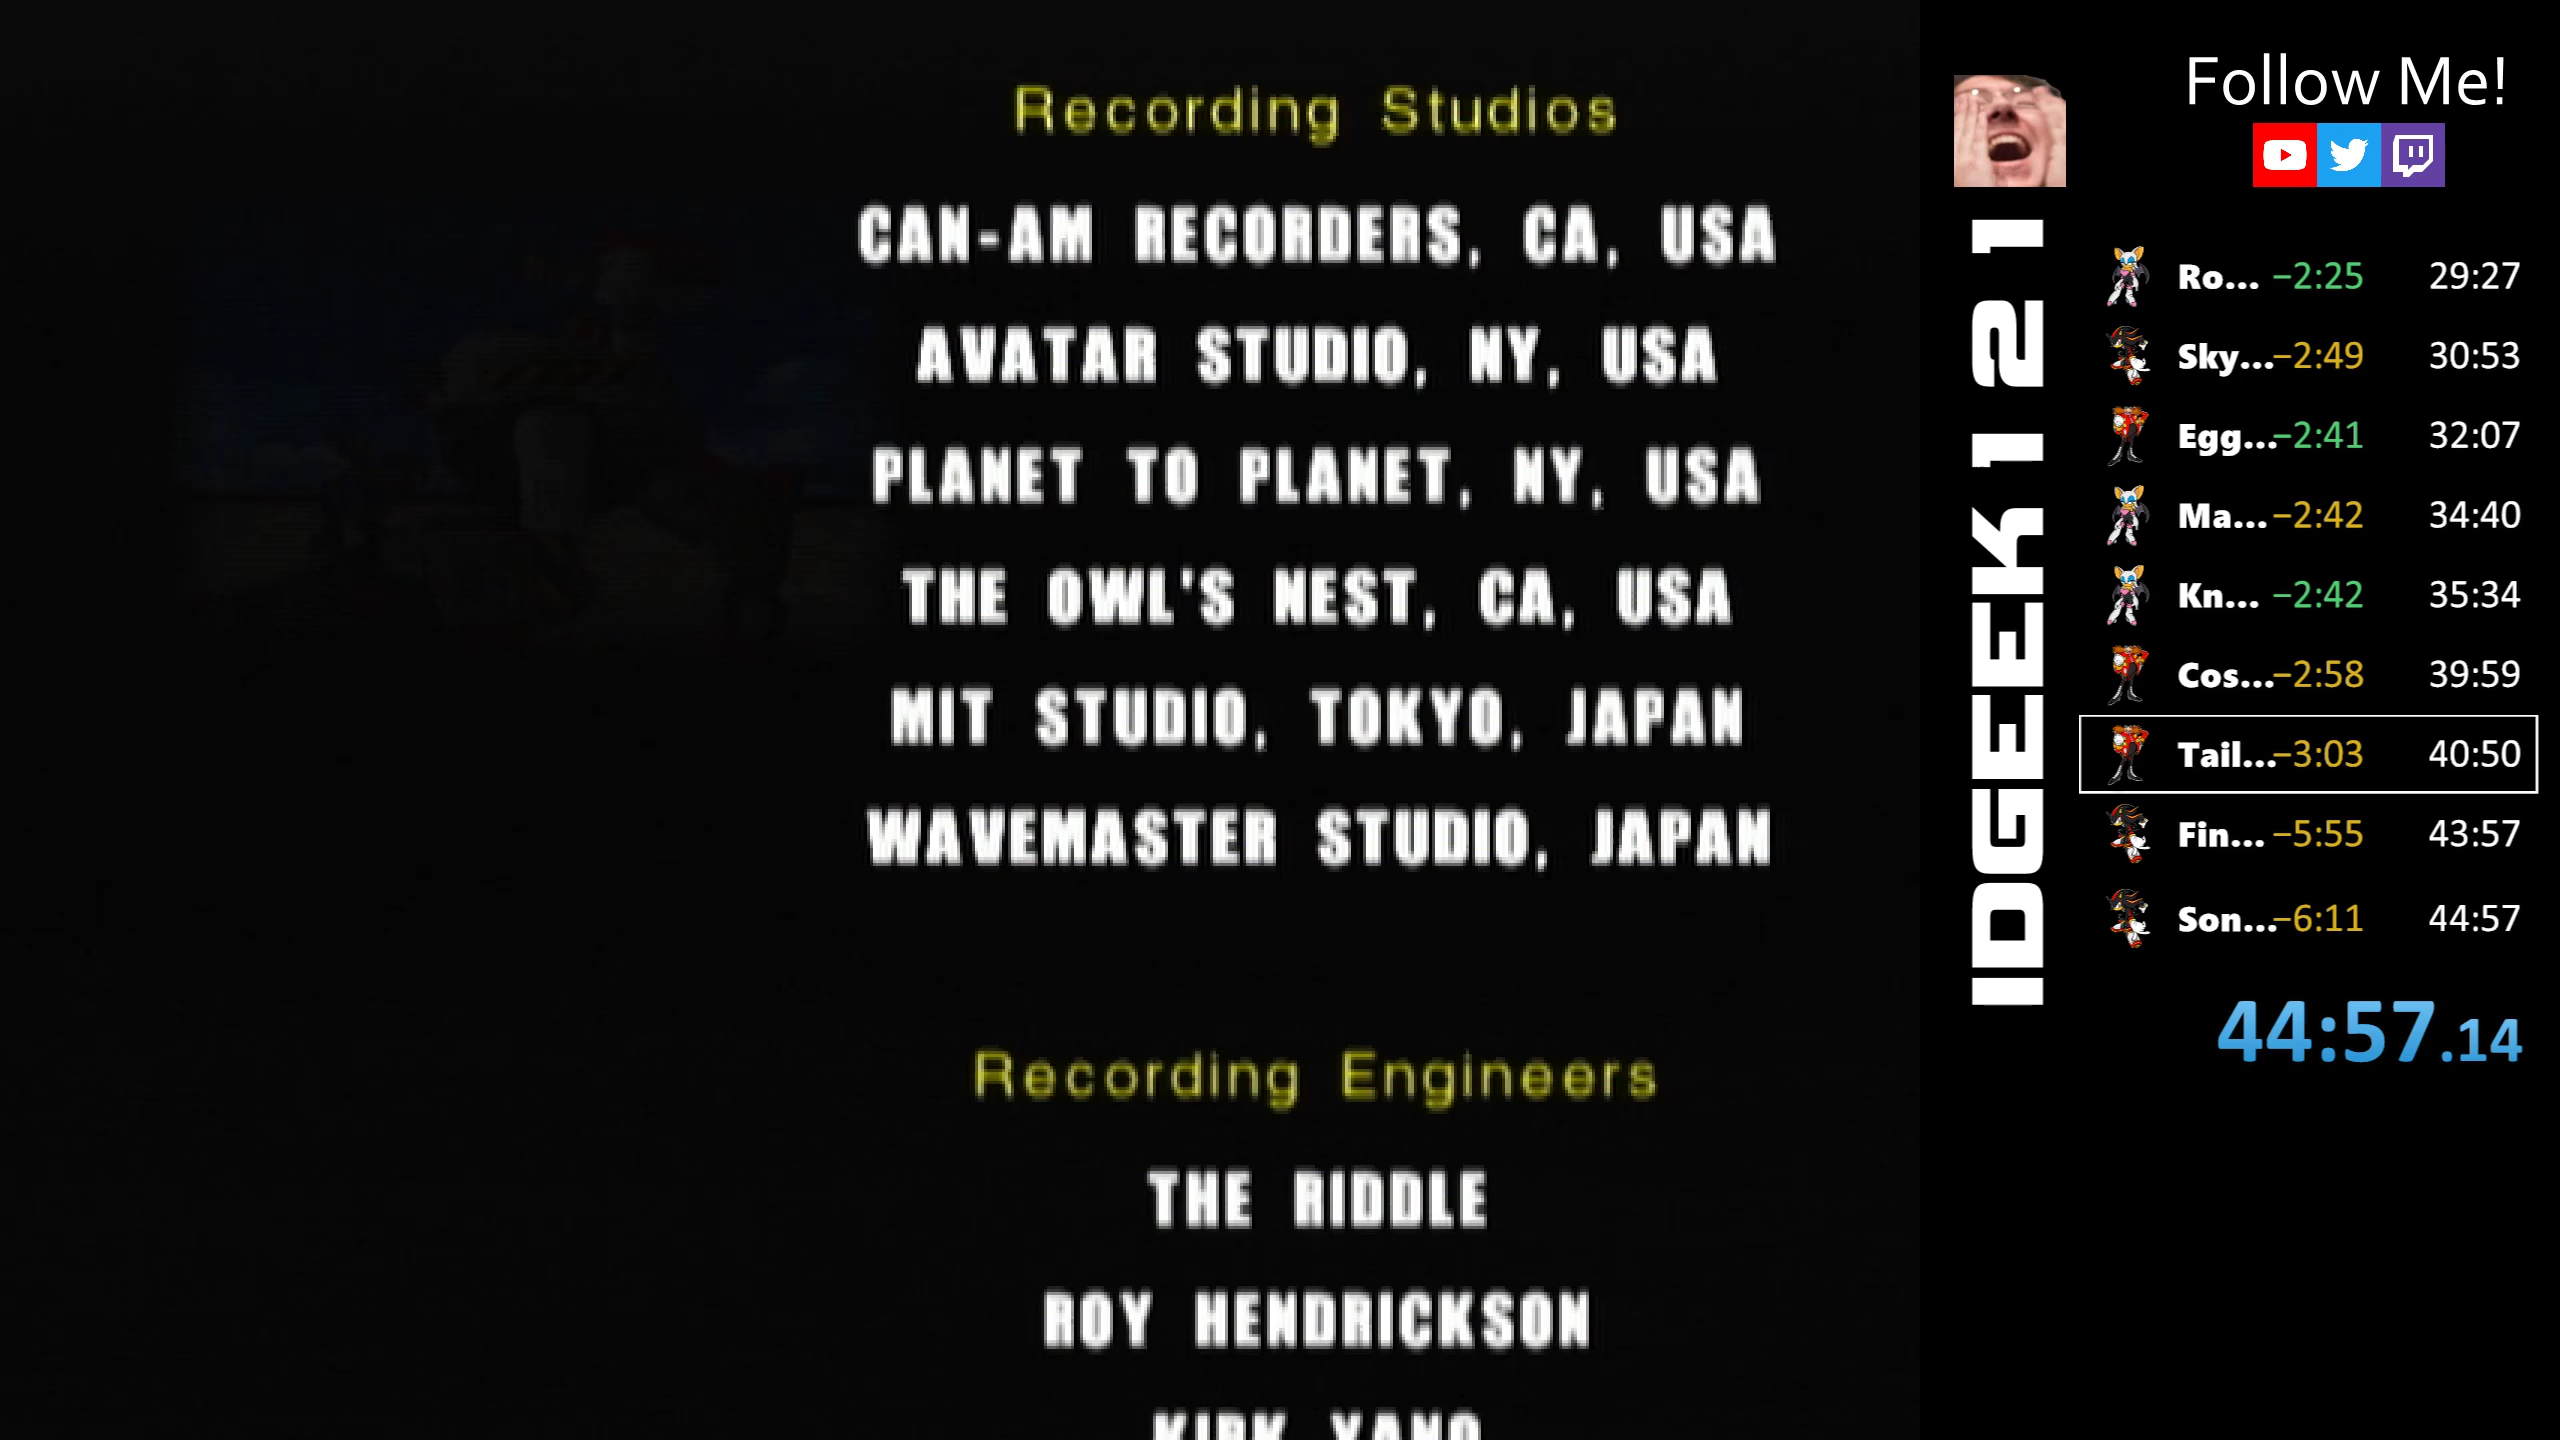 Recording Studios
CAN-AM RECORDERS, CA, USA
AVATAR STUDIO, NY, USA
PLANET TO PLANET, NY, USA
THE OWL'S NEST, CA, USA
MIT STUDIO, TOKYO, JAPAN
WAVEMASTER STUDIO, JAPAN
Recording Engineers
THE RIDDLE
ROY HENDRICKSON
KIRK YANO
IDGEEK121
Follow Me!
Ro... −2:25 29:27
Sky... −2:49 30:53
Egg... −2:41 32:07
Ma... −2:42 34:40
Kn... −2:42 35:34
Cos... −2:58 39:59
Tail... −3:03 40:50
Fin... −5:55 43:57
Son... −6:11 44:57
44:57.14